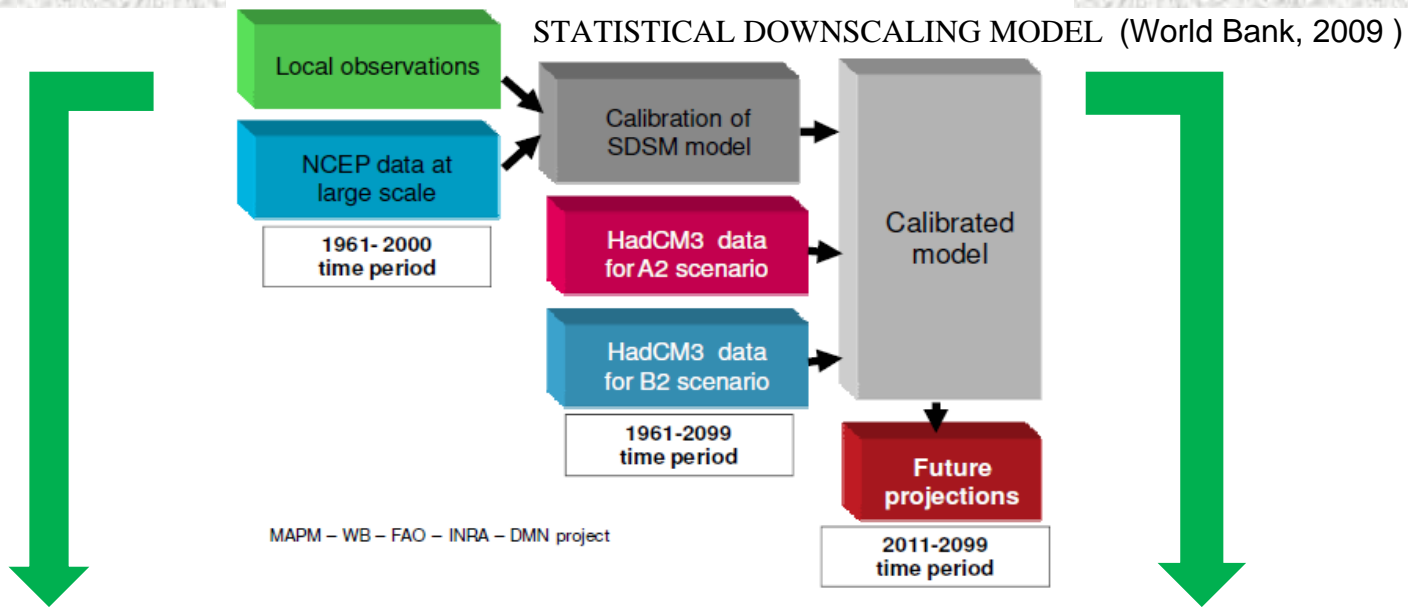 STATISTICAL DOWNSCALING MODEL (World Bank, 2009 )
Local observations
NCEP data at
large scale
1961- 2000
time period
Calibration of
SDSM model
HadCM3 data
for A2 scenario
HadCM3 data
for B2 scenario
1961-2099
time period
Calibrated
model
Future
projections
2011-2099
time period
MAPM – WB – FAO – INRA – DMN project